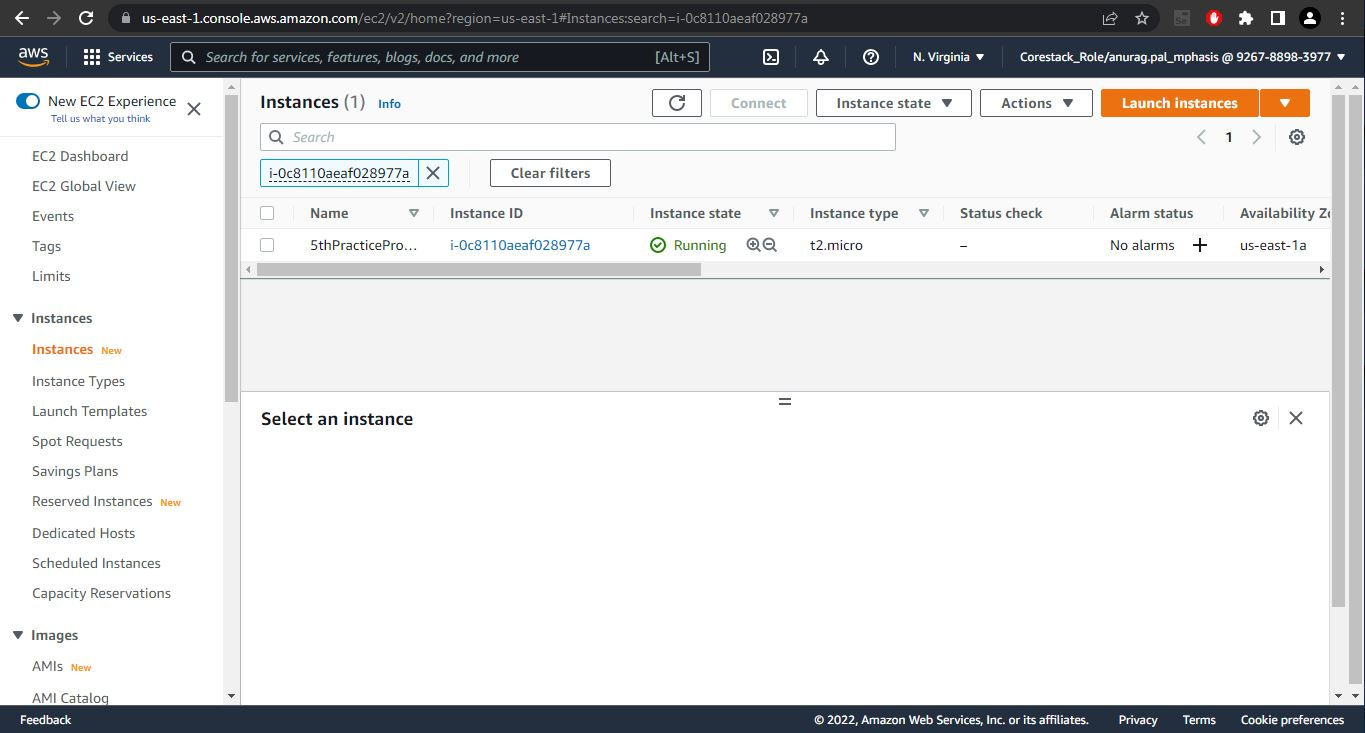 us-east-1.console.aws.amazon.com/ec2/v2/home?region=us-east-1#Instances:search=i-0c8110aeaf028977a
aws Services Search for services, features, blogs, docs, and more [Alt+S] N. Virginia Corestack_Role/anurag.pal_mphasis @ 9267-8898-3977
New EC2 Experience
Tell us what you think
EC2 Dashboard
EC2 Global View
Events
Tags
Limits
Instances
Instances New
Instance Types
Launch Templates
Spot Requests
Savings Plans
Reserved Instances New
Dedicated Hosts
Scheduled Instances
Capacity Reservations
Images
AMIs New
AMI Catalog
Instances (1) Info Connect Instance state Actions Launch instances
Search 1
i-0c8110aeaf028977a Clear filters
Name Instance ID Instance state Instance type Status check Alarm status Availability Zo
5thPracticePro... i-0c8110aeaf028977a Running t2.micro – No alarms us-east-1a
Select an instance
Feedback © 2022, Amazon Web Services, Inc. or its affiliates. Privacy Terms Cookie preferences